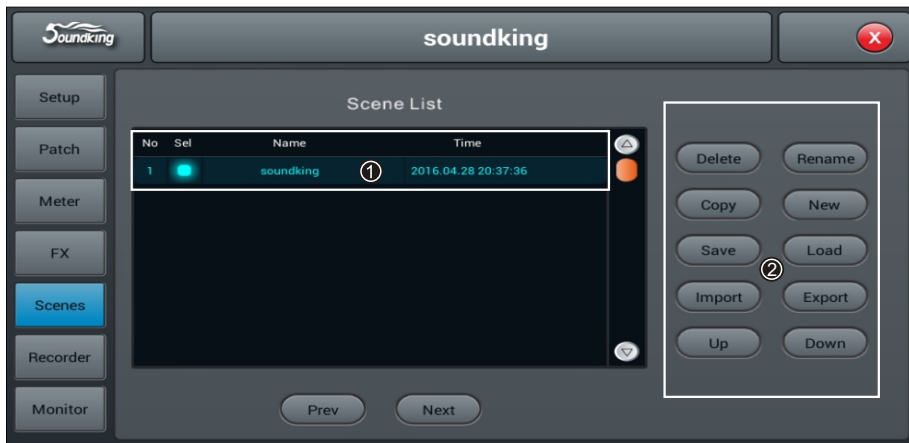 Soundking
soundking
X
Setup
Patch
Meter
FX
Scenes
Recorder
Monitor
Scene List
No Sel Name Time
1 soundking ① 2016.04.28 20:37:36
Delete Rename
Copy New
Save Load
②
Import Export
Up Down
Prev Next